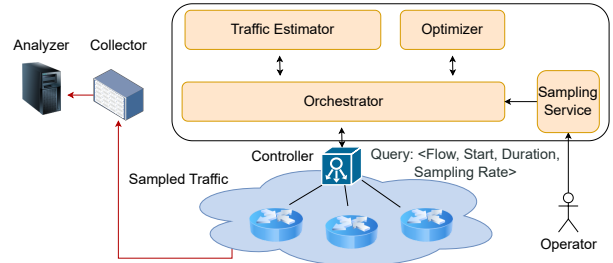 Analyzer
Collector
Traffic Estimator
Optimizer
Orchestrator
Sampling
Service
Controller
Query: <Flow, Start, Duration,
Sampling Rate>
Sampled Traffic
Operator